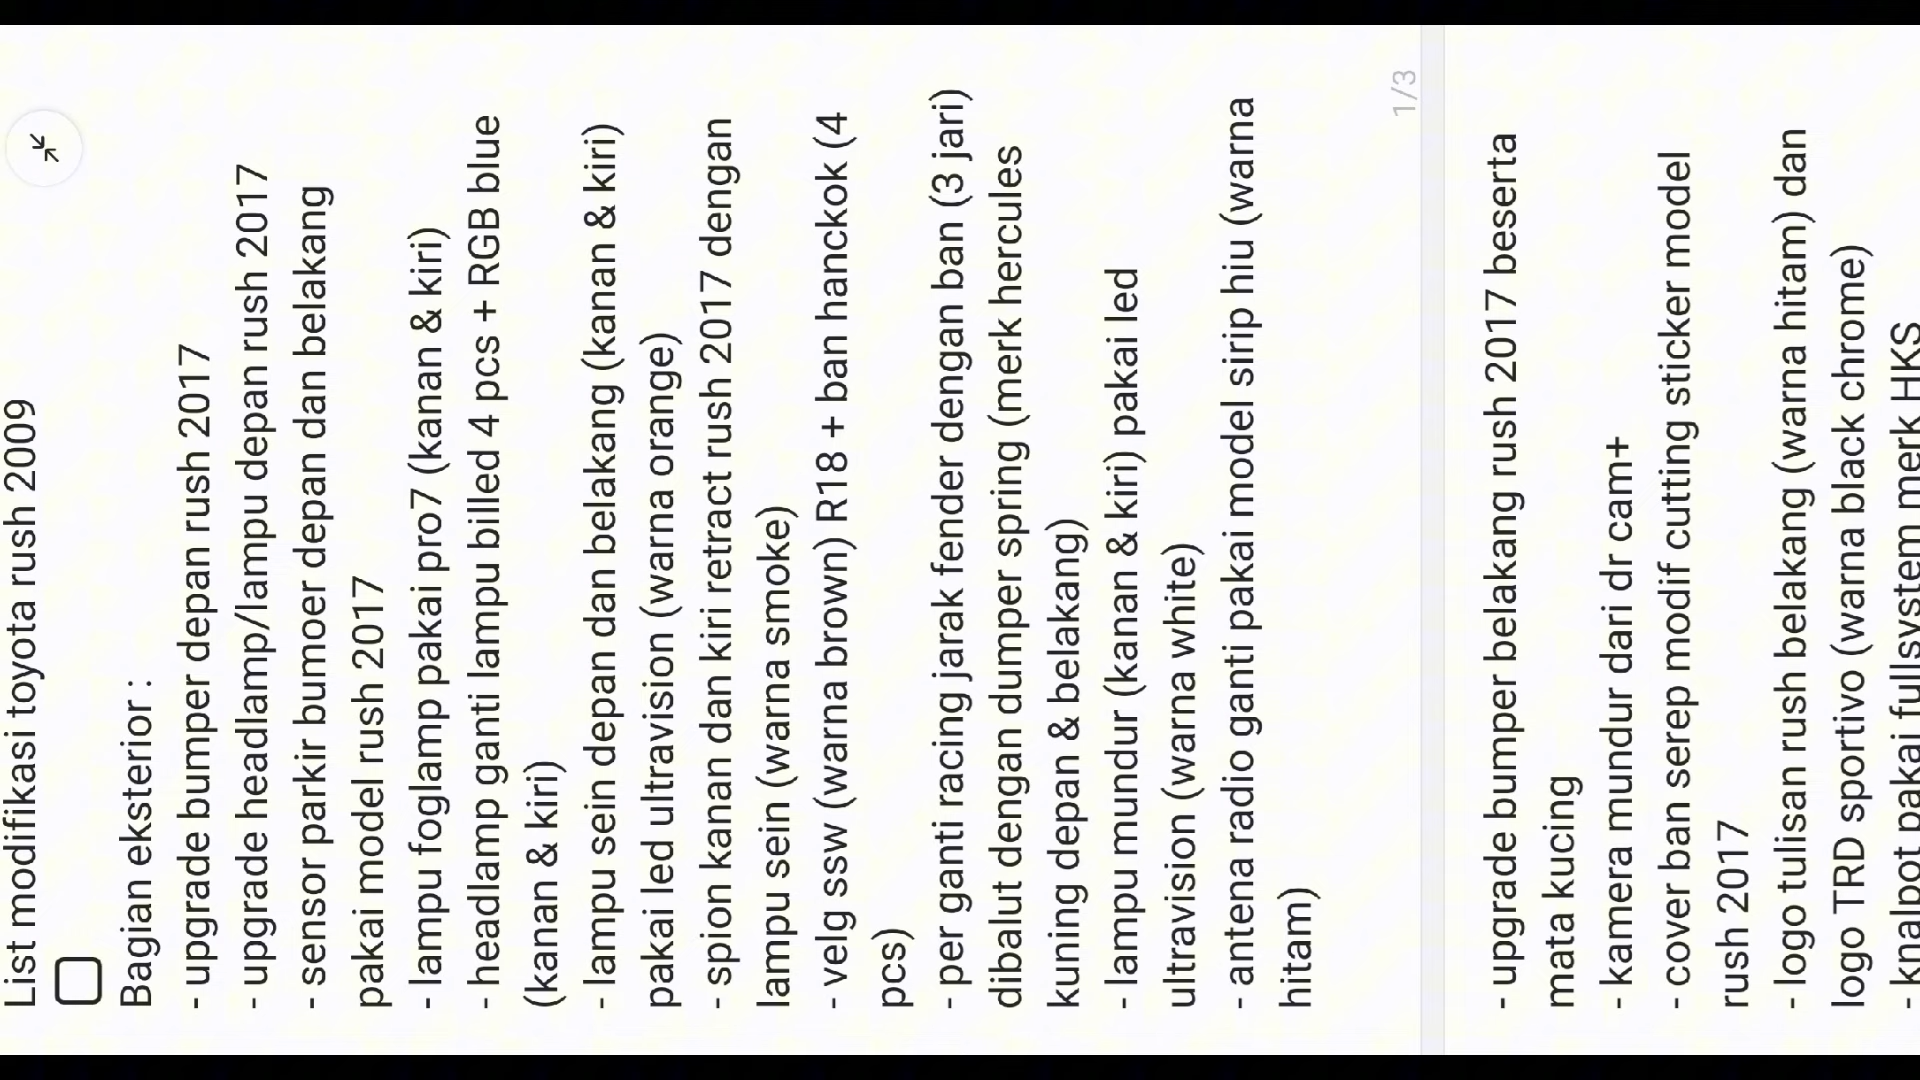 List modifikasi toyota rush 2009
Bagian eksterior :
- upgrade bumper depan rush 2017
- upgrade headlamp/lampu depan rush 2017
- sensor parkir bumoer depan dan belakang
pakai model rush 2017
- lampu foglamp pakai pro7 (kanan & kiri)
- headlamp ganti lampu billed 4 pcs + RGB blue
(kanan & kiri)
- lampu sein depan dan belakang (kanan & kiri)
pakai led ultravision (warna orange)
- spion kanan dan kiri retract rush 2017 dengan
lampu sein (warna smoke)
- velg ssw (warna brown) R18 + ban hanckok (4
pcs)
- per ganti racing jarak fender dengan ban (3 jari)
dibalut dengan dumper spring (merk hercules
kuning depan & belakang)
- lampu mundur (kanan & kiri) pakai led
ultravision (warna white)
- antena radio ganti pakai model sirip hiu (warna
hitam)
1/3
- upgrade bumper belakang rush 2017 beserta
mata kucing
- kamera mundur dari dr cam+
- cover ban serep modif cutting sticker model
rush 2017
- logo tulisan rush belakang (warna hitam) dan
logo TRD sportivo (warna black chrome)
- knalpot pakai fullsystem merk HKS